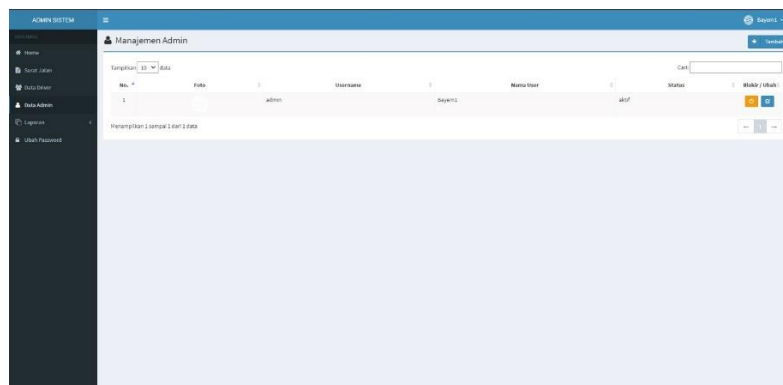 ADMIN SISTEM
Bayem1
Home
Manajemen Admin
Tambah
Surat Jalan
Data Driver
Data Admin
Laporan
Ubah Password
Tampilkan 10 data
Cari:
No. Foto Username Nama User Status Blokir / Ubah
1 admin Bayem1 aktif
Menampilkan 1 sampai 1 dari 1 data
1